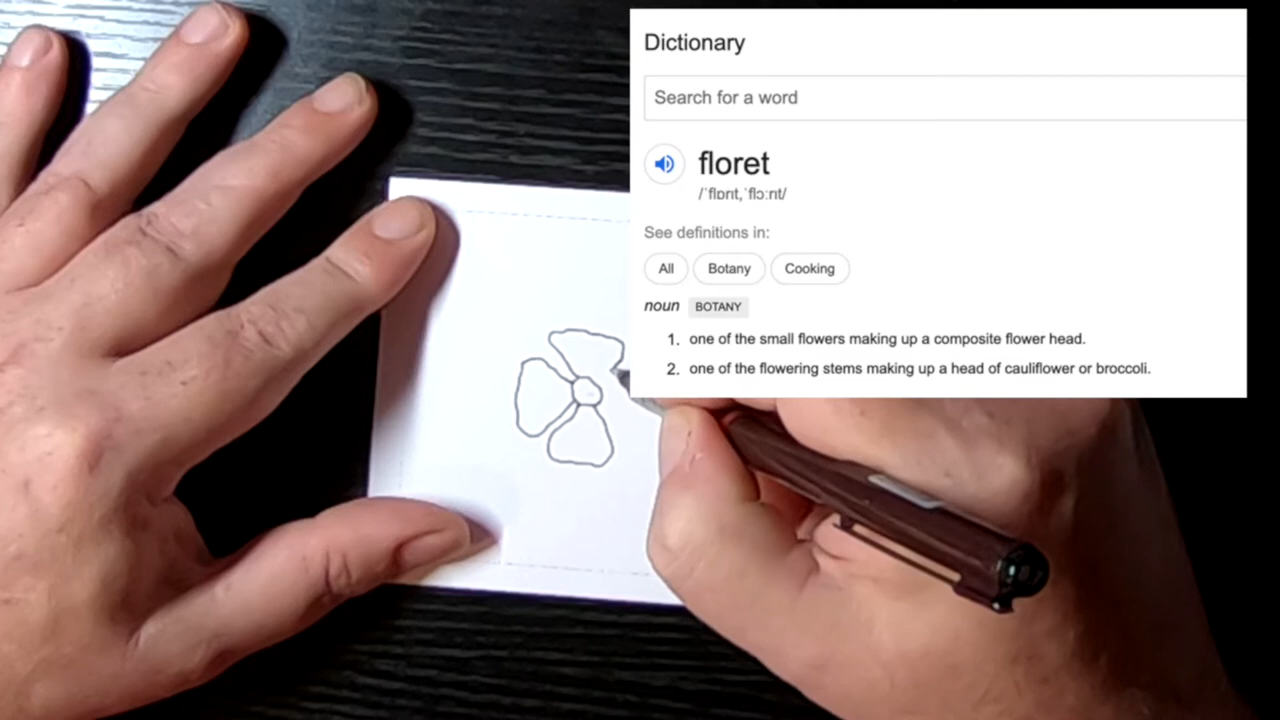 Dictionary
Search for a word
floret
/ˈflɒrɪt,ˈflɔːrɪt/
See definitions in:
All Botany Cooking
noun BOTANY
1. one of the small flowers making up a composite flower head.
2. one of the flowering stems making up a head of cauliflower or broccoli.